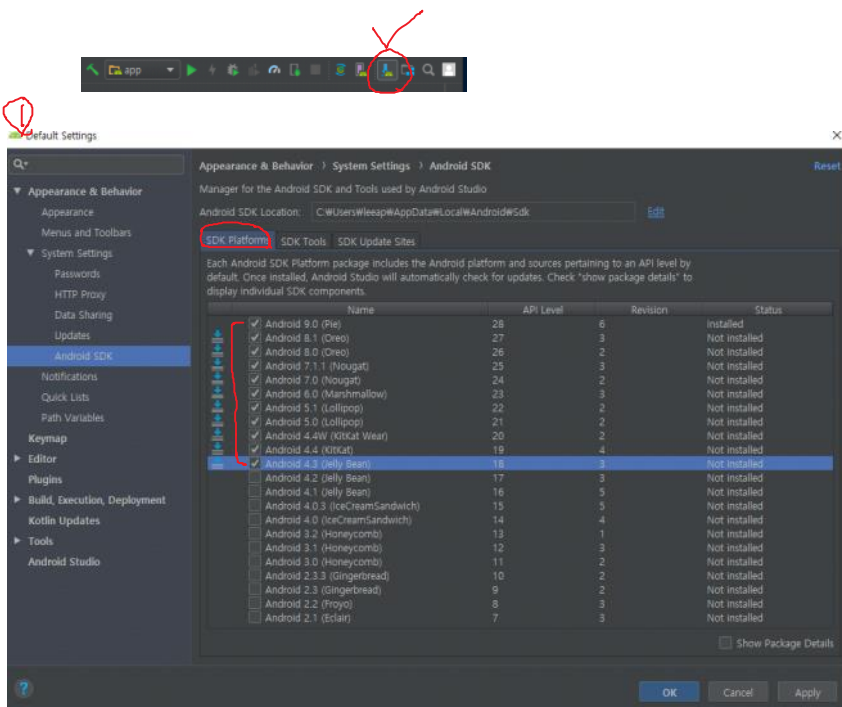 app
1
Default Settings
Appearance & Behavior
Appearance
Menus and Toolbars
System Settings
Passwords
HTTP Proxy
Data Sharing
Updates
Android SDK
Notifications
Quick Lists
Path Variables
Keymap
Editor
Plugins
Build, Execution, Deployment
Kotlin Updates
Tools
Android Studio
Appearance & Behavior › System Settings › Android SDK Reset
Manager for the Android SDK and Tools used by Android Studio
Android SDK Location: C:₩Users₩leeap₩AppData₩Local₩Android₩Sdk Edit
SDK Platforms SDK Tools SDK Update Sites
Each Android SDK Platform package includes the Android platform and sources pertaining to an API level by
default. Once installed, Android Studio will automatically check for updates. Check "show package details" to
display individual SDK components.
Name API Level Revision Status
Android 9.0 (Pie) 28 6 Installed
Android 8.1 (Oreo) 27 3 Not installed
Android 8.0 (Oreo) 26 2 Not installed
Android 7.1.1 (Nougat) 25 3 Not installed
Android 7.0 (Nougat) 24 2 Not installed
Android 6.0 (Marshmallow) 23 3 Not installed
Android 5.1 (Lollipop) 22 2 Not installed
Android 5.0 (Lollipop) 21 2 Not installed
Android 4.4W (KitKat Wear) 20 2 Not installed
Android 4.4 (KitKat) 19 4 Not installed
Android 4.3 (Jelly Bean) 18 3 Not installed
Android 4.2 (Jelly Bean) 17 3 Not installed
Android 4.1 (Jelly Bean) 16 5 Not installed
Android 4.0.3 (IceCreamSandwich) 15 5 Not installed
Android 4.0 (IceCreamSandwich) 14 4 Not installed
Android 3.2 (Honeycomb) 13 1 Not installed
Android 3.1 (Honeycomb) 12 3 Not installed
Android 3.0 (Honeycomb) 11 2 Not installed
Android 2.3.3 (Gingerbread) 10 2 Not installed
Android 2.3 (Gingerbread) 9 2 Not installed
Android 2.2 (Froyo) 8 3 Not installed
Android 2.1 (Eclair) 7 3 Not installed
Show Package Details
? OK Cancel Apply